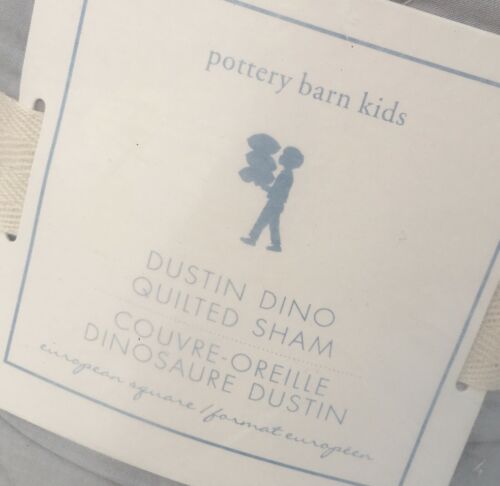 pottery barn kids
DUSTIN DINO
QUILTED SHAM
COUVRE-OREILLE
DINOSAURE DUSTIN
european square / format européen